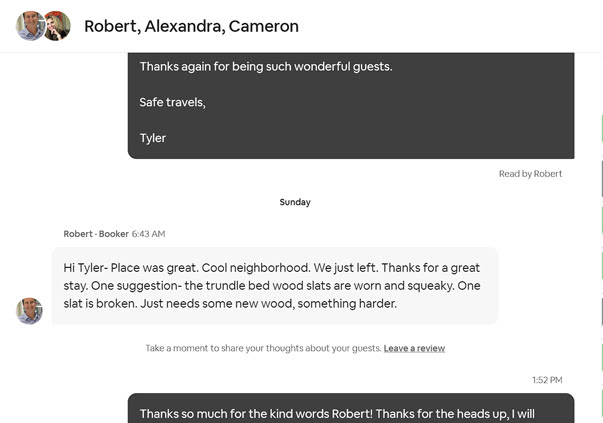 Robert, Alexandra, Cameron
Thanks again for being such wonderful guests.
Safe travels,
Tyler
Read by Robert
Sunday
Robert · Booker 6:43 AM
Hi Tyler- Place was great. Cool neighborhood. We just left. Thanks for a great
stay. One suggestion- the trundle bed wood slats are worn and squeaky. One
slat is broken. Just needs some new wood, something harder.
Take a moment to share your thoughts about your guests. Leave a review
1:52 PM
Thanks so much for the kind words Robert! Thanks for the heads up, I will